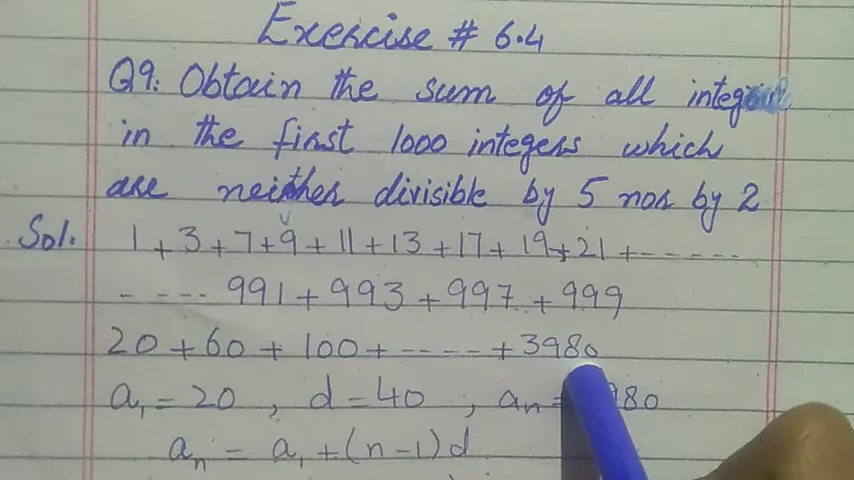 Exercise # 6.4
Q9: Obtain the sum of all
in the first 1000 integers which
are neither divisible by 5 nor by 2
Sol. 1 + 3 + 7 + 9 + 11 + 13 + 17 + 19 + 21 + ------
----- 991 + 993 + 997 + 999
20 + 60 + 100 + ----- + 3980
a₁ = 20 , d = 40 , aₙ = 980
aₙ = a₁ + (n-1)d